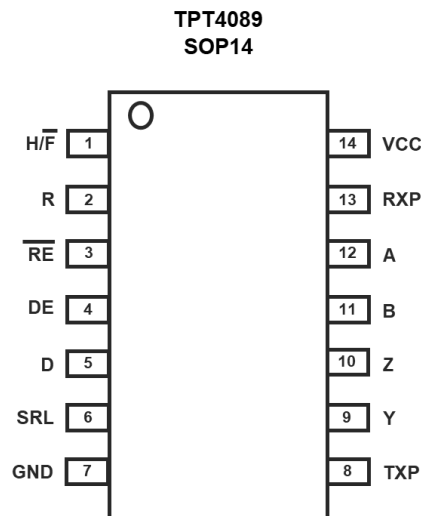 TPT4089
SOP14
H/F̅ 1 14 VCC
R 2 13 RXP
R̅E̅ 3 12 A
DE 4 11 B
D 5 10 Z
SRL 6 9 Y
GND 7 8 TXP